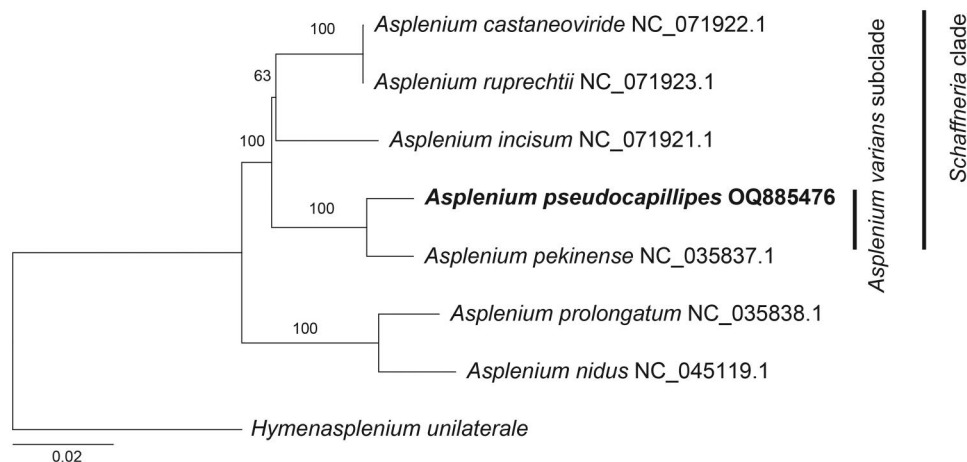 100
Asplenium castaneoviride NC_071922.1
63
Asplenium ruprechtii NC_071923.1
100
Asplenium incisum NC_071921.1
100
Asplenium pseudocapillipes OQ885476
Asplenium pekinense NC_035837.1
100
Asplenium prolongatum NC_035838.1
Asplenium nidus NC_045119.1
Hymenasplenium unilaterale
0.02
Asplenium varians subclade
Schaffneria clade